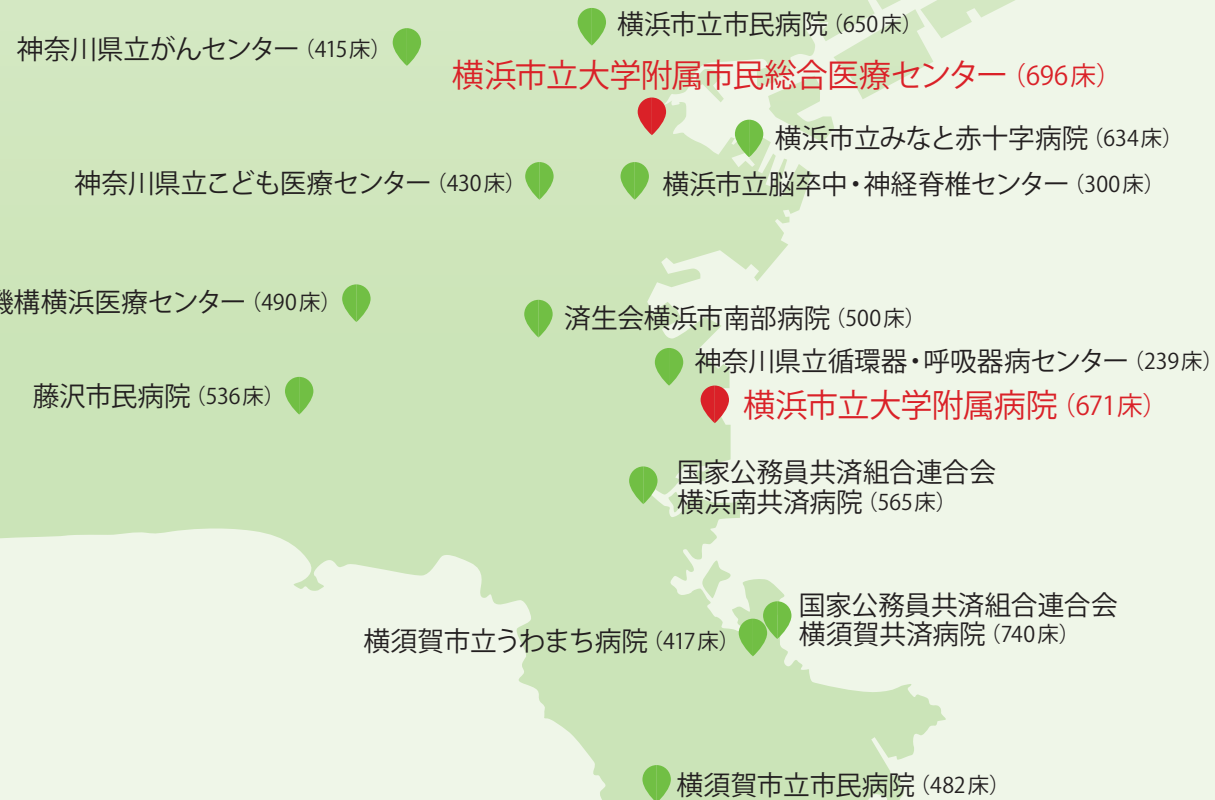 横浜市立市民病院（650床）
神奈川県立がんセンター（415床）
横浜市立大学附属市民総合医療センター（696床）
横浜市立みなと赤十字病院（634床）
神奈川県立こども医療センター（430床）
横浜市立脳卒中・神経脊椎センター（300床）
機構横浜医療センター（490床）
済生会横浜市南部病院（500床）
神奈川県立循環器・呼吸器病センター（239床）
藤沢市民病院（536床）
横浜市立大学附属病院（671床）
国家公務員共済組合連合会
横浜南共済病院（565床）
国家公務員共済組合連合会
横須賀共済病院（740床）
横須賀市立うわまち病院（417床）
横須賀市立市民病院（482床）